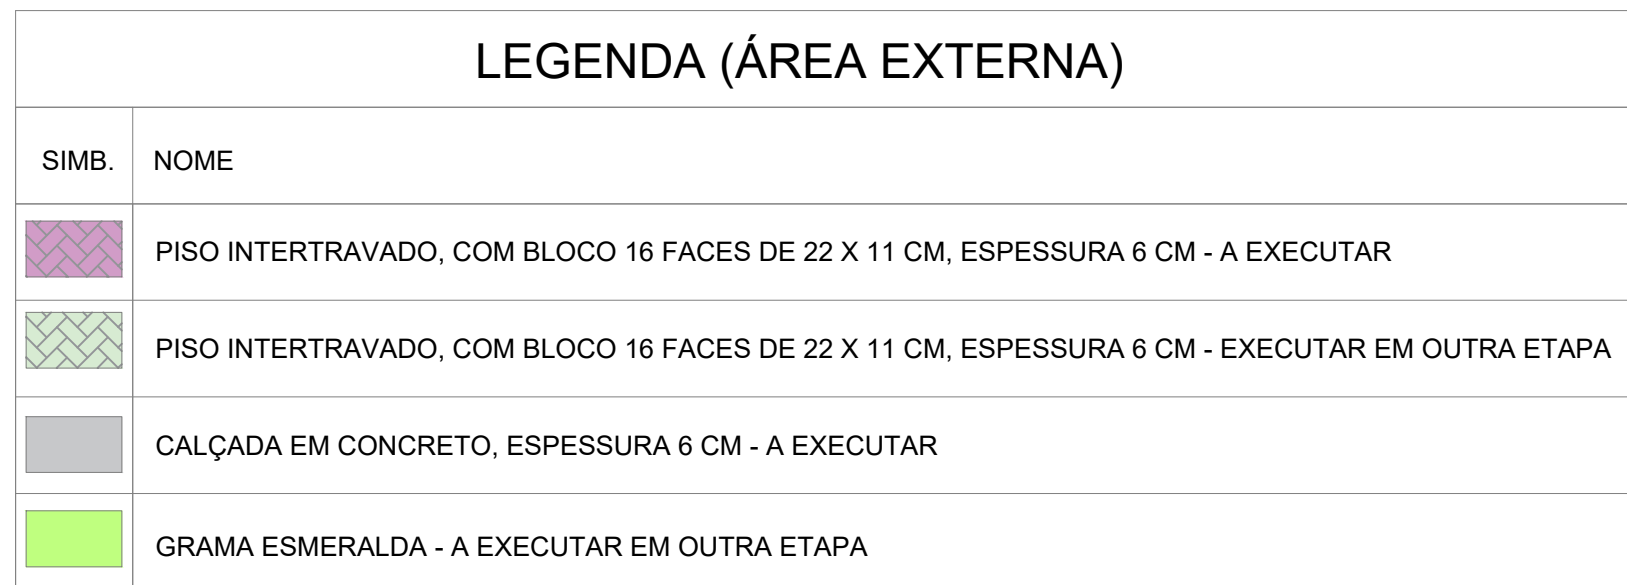 LEGENDA (ÁREA EXTERNA)
SIMB. NOME
PISO INTERTRAVADO, COM BLOCO 16 FACES DE 22 X 11 CM, ESPESSURA 6 CM - A EXECUTAR
PISO INTERTRAVADO, COM BLOCO 16 FACES DE 22 X 11 CM, ESPESSURA 6 CM - EXECUTAR EM OUTRA ETAPA
CALÇADA EM CONCRETO, ESPESSURA 6 CM - A EXECUTAR
GRAMA ESMERALDA - A EXECUTAR EM OUTRA ETAPA